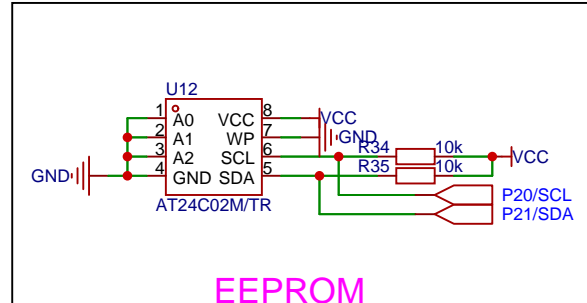 U12
1 A0 VCC 8 VCC
2 A1 WP 7 GND
3 A2 SCL 6 R34 10k VCC
GND 4 GND SDA 5 R35 10k
AT24C02M/TR
P20/SCL
P21/SDA
EEPROM